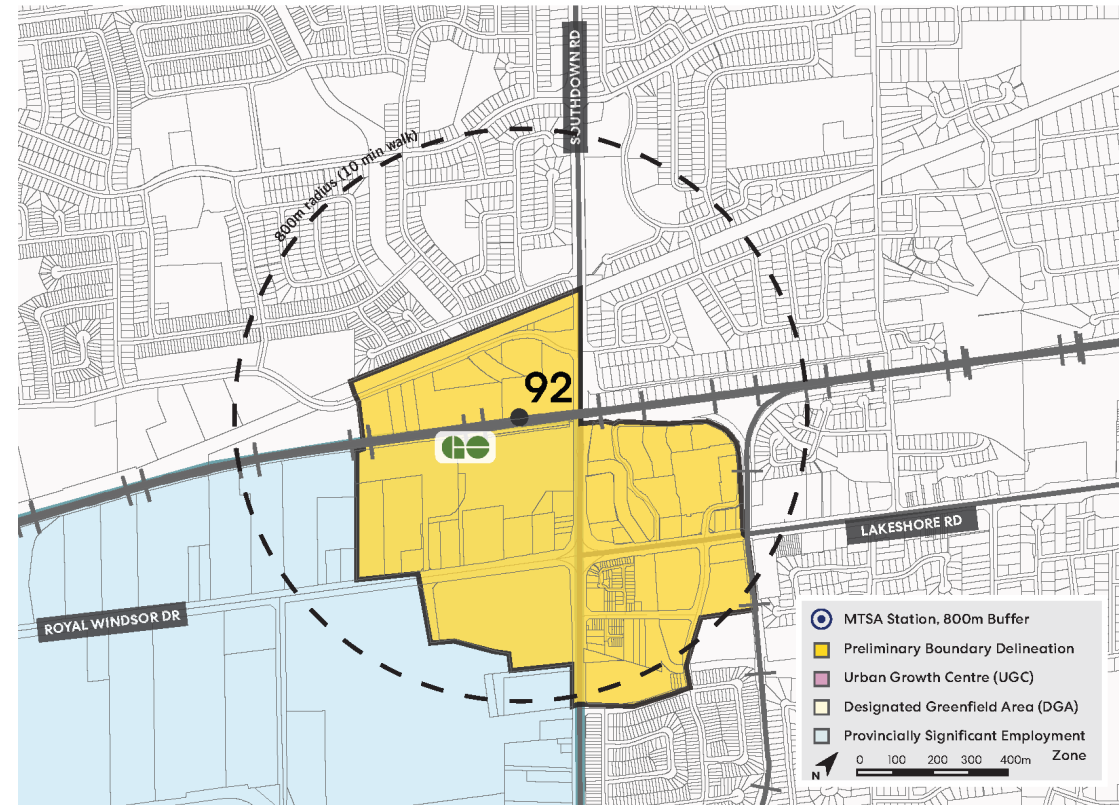 SOUTHDOWN RD
800m radius (10 min walk)
92
GO
LAKESHORE RD
ROYAL WINDSOR DR
MTSA Station, 800m Buffer
Preliminary Boundary Delineation
Urban Growth Centre (UGC)
Designated Greenfield Area (DGA)
Provincially Significant Employment
Zone
N
0 100 200 300 400m